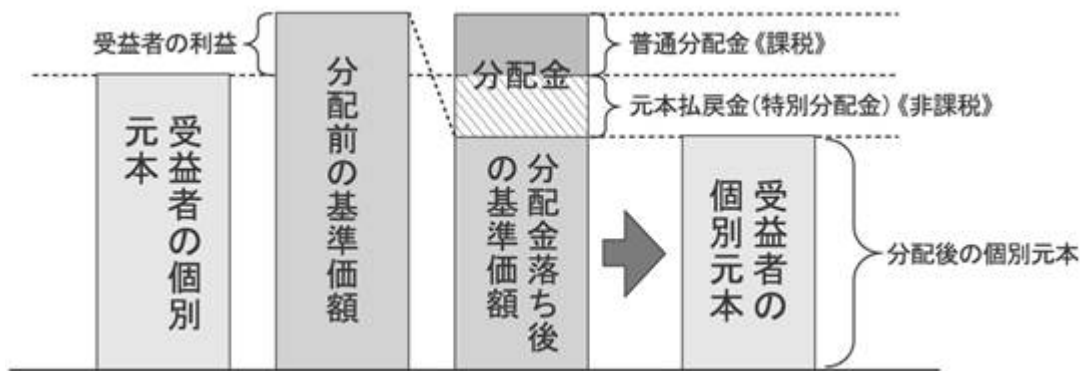 受益者の利益
受益者の個別
元本
分配前の基準価額
分配金
分配金落ち後
の基準価額
普通分配金《課税》
元本払戻金(特別分配金)《非課税》
受益者の
個別元本
分配後の個別元本